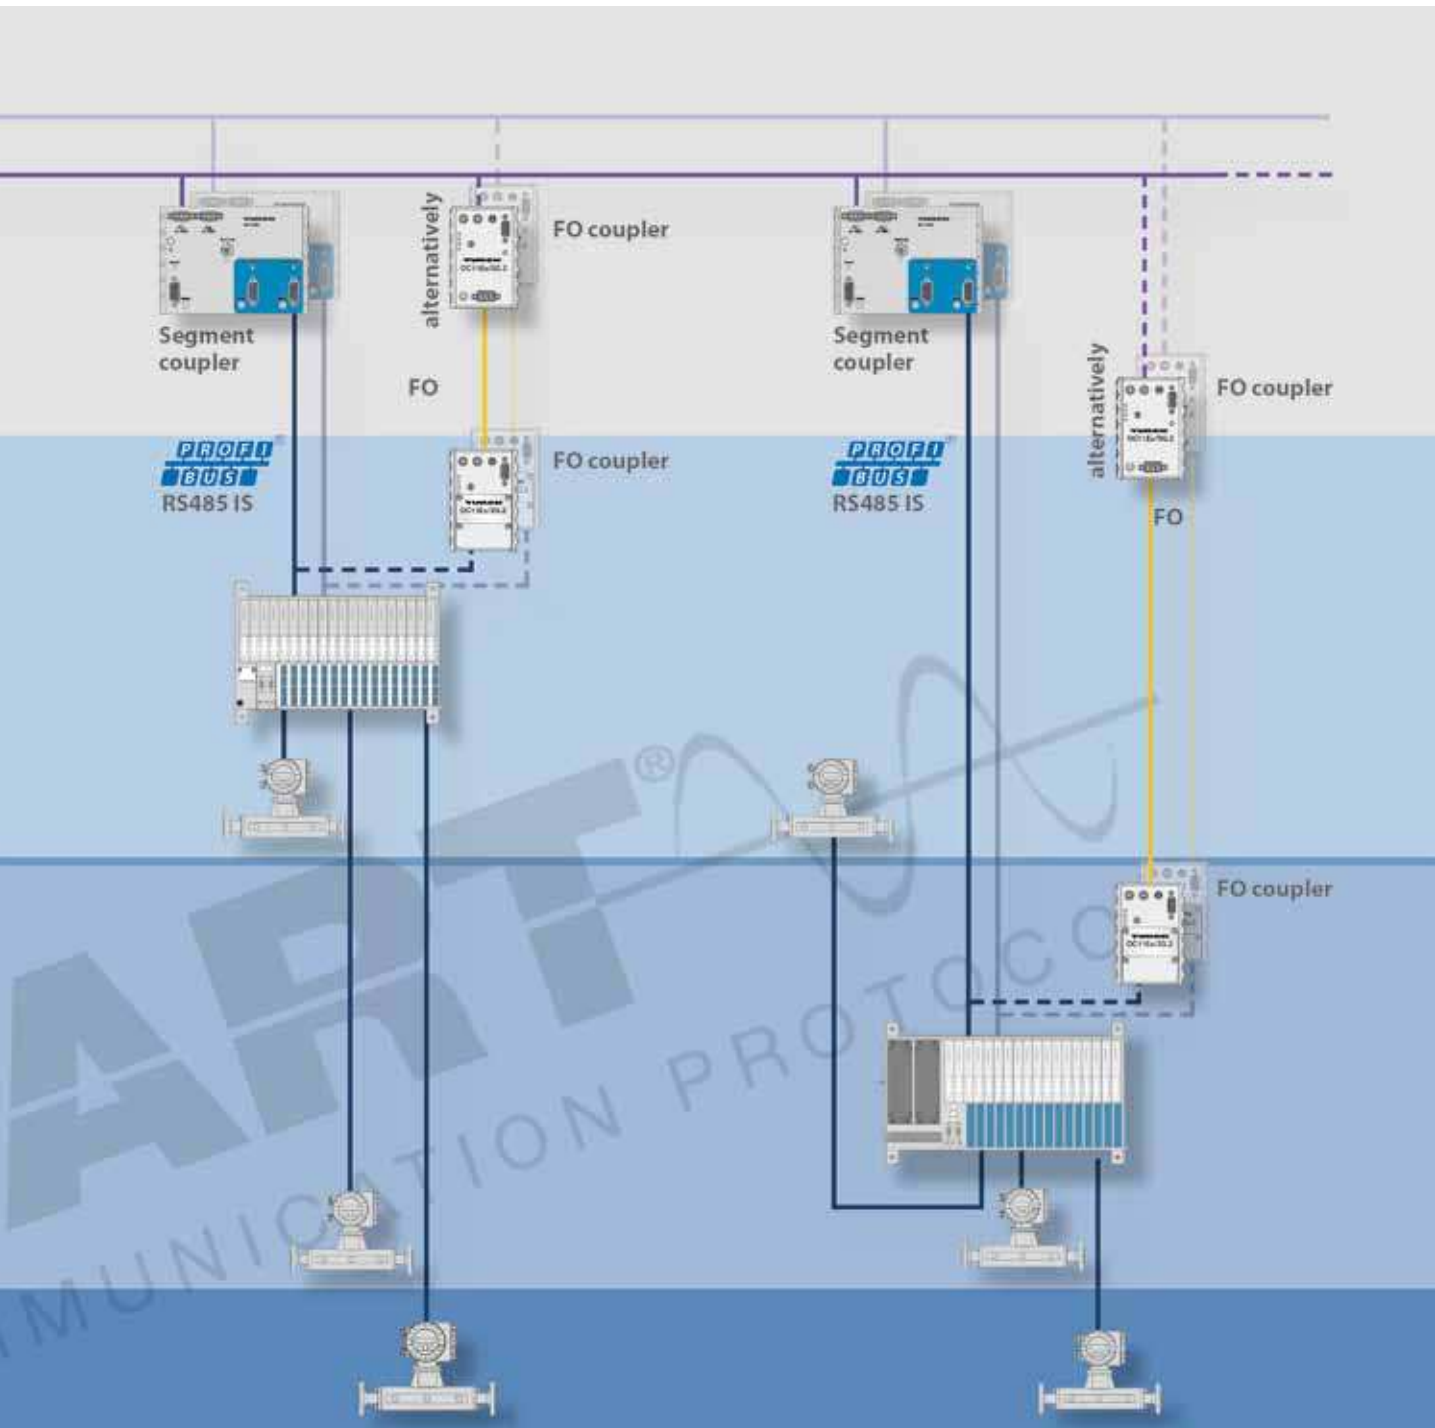 alternatively
FO coupler
Segment
coupler
FO
PROFI
BUS
®
RS485 IS
FO coupler
Segment
coupler
alternatively
FO coupler
PROFI
BUS
®
RS485 IS
FO
FO coupler
ART®
MUNICATION PROTOCO